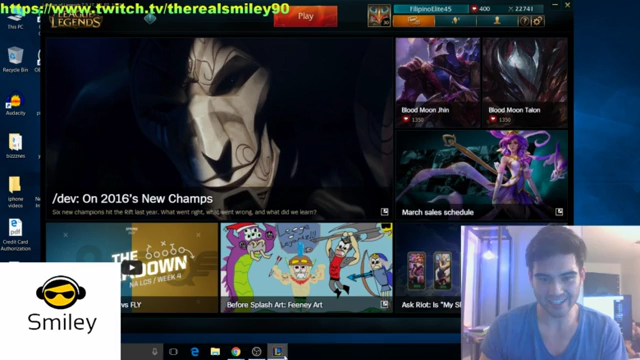 https://www.twitch.tv/therealsmiley90
LEGENDS
Play
FilipinoElite45
400
22741
30
This PC
Recycle Bin
Audacity
bizznes
iphone videos
Credit Card Authorization
/dev: On 2016's New Champs
Six new champions hit the Rift last year. What went right, what went wrong, and what did we learn?
Blood Moon Jhin
1350
Blood Moon Talon
1350
March sales schedule
THE
DOWN
NA LCS / WEEK 4
vs FLY
Before Splash Art: Feeney Art
Ask Riot: Is "My S
Smiley